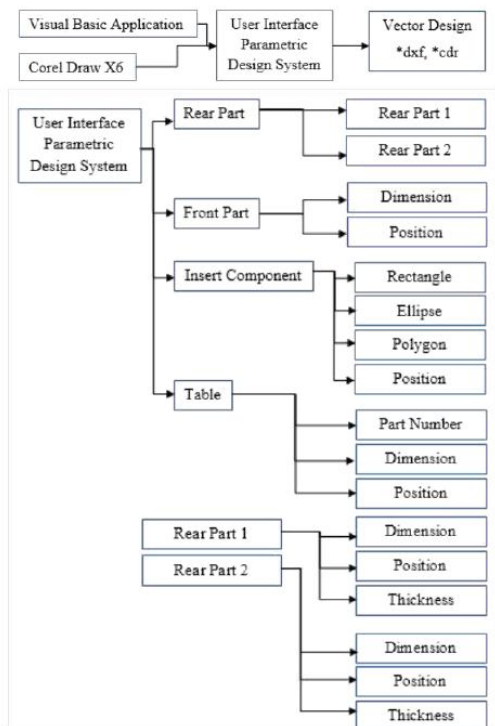 Visual Basic Application
Corel Draw X6
User Interface
Parametric
Design System
Vector Design
*dxf, *cdr
User Interface
Parametric
Design System
Rear Part
Rear Part 1
Rear Part 2
Front Part
Dimension
Position
Insert Component
Rectangle
Ellipse
Polygon
Position
Table
Part Number
Dimension
Position
Rear Part 1
Dimension
Position
Thickness
Rear Part 2
Dimension
Position
Thickness